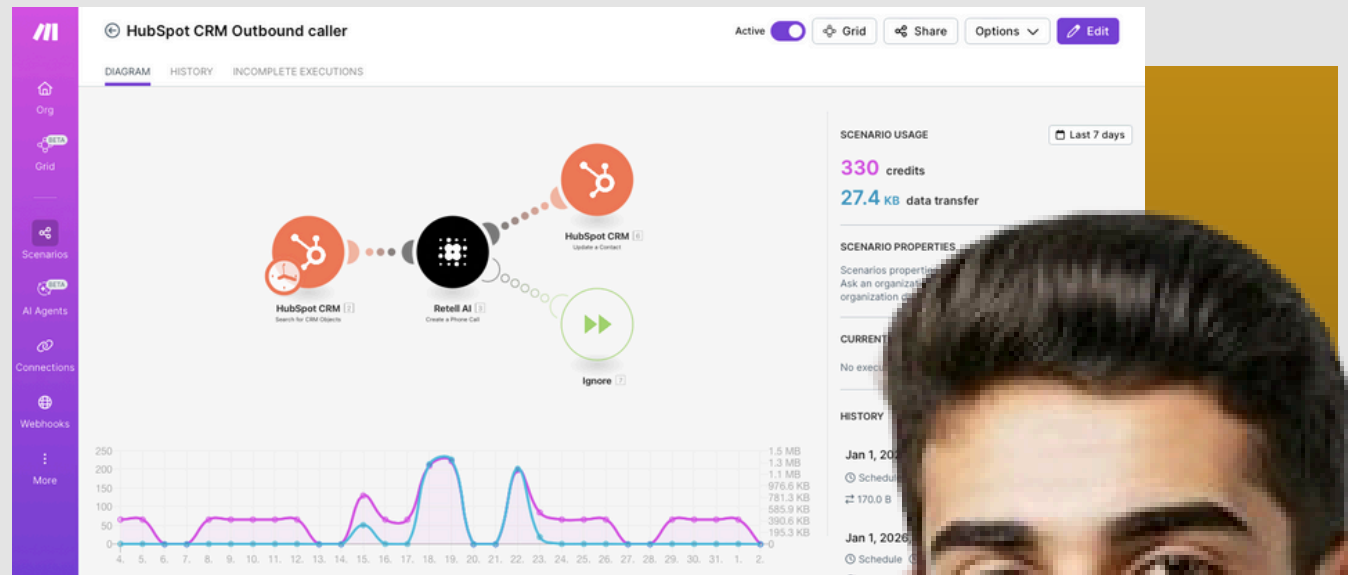 HubSpot CRM Outbound caller
Active
Grid
Share
Options
Edit
DIAGRAM
HISTORY
INCOMPLETE EXECUTIONS
Org
BETA
Grid
Scenarios
BETA
AI Agents
Connections
Webhooks
More
HubSpot CRM
Search for CRM Objects
Retell AI
Create a Phone Call
HubSpot CRM
Update a Contact
Ignore 7
SCENARIO USAGE
Last 7 days
330 credits
27.4 KB data transfer
SCENARIO PROPERTIES
Scenarios
Ask an
organization
CURRENT
No
HISTORY
Jan 1,
170.0 B
Jan 1, 2026
Schedule
250
200
150
100
50
0
1.5 MB
1.3 MB
1.1 MB
976.6 KB
781.3 KB
585.9 KB
390.6 KB
195.3 KB
0
4. 5. 6. 7. 8. 9. 10. 11. 12. 13. 14. 15. 16. 17. 18. 19. 20. 21. 22. 23. 24. 25. 26. 27. 28. 29. 30. 31. 1. 2.